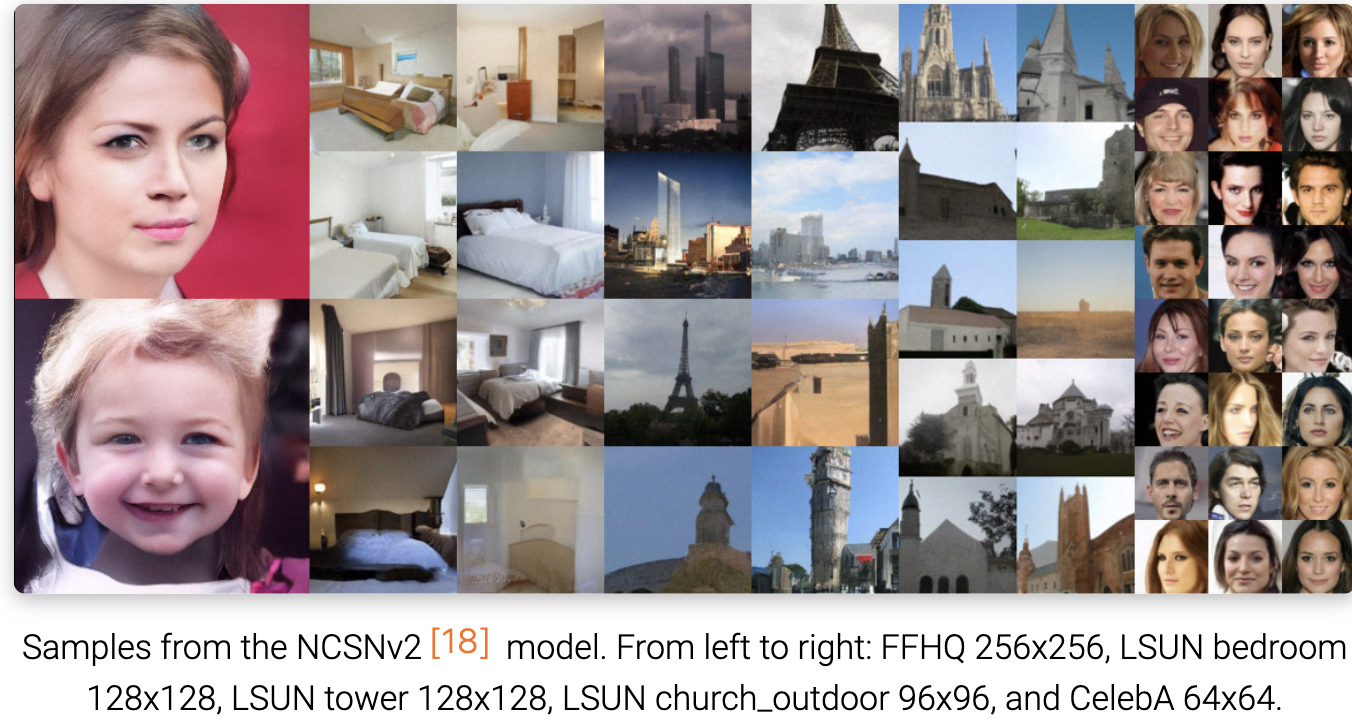 Samples from the NCSNv2 [18] model. From left to right: FFHQ 256x256, LSUN bedroom
128x128, LSUN tower 128x128, LSUN church_outdoor 96x96, and CelebA 64x64.